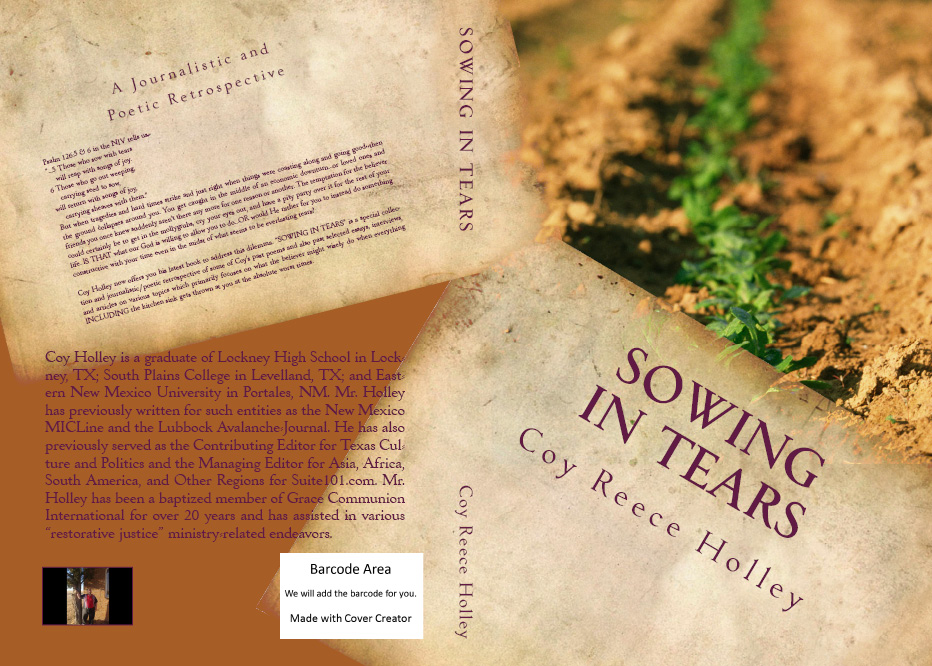 A Journalistic and
Poetic Retrospective
Psalm 126:5 & 6 in the NIV tells us-
"...5 Those who sow with tears
will reap with songs of joy.
6 Those who go out weeping,
carrying seed to sow,
will return with songs of joy,
carrying sheaves with them."
But when tragedies and hard times strike and just right when things were coasting along and going good-then
the ground collapses around you. You get caught in the middle of an economic downturn-or loved ones and
friends you once knew suddenly aren't there any more for one reason or another. The temptation for the believer
could certainly be to get in the mollygrubs, cry your eyes out, and have a pity party over it for the rest of your
life. IS THAT what our God is willing to allow you to do...OR would He rather for you to instead do something
constructive with your time even in the midst of what seems to be everlasting tears?
Coy Holley now offers you his latest book to address this dilemma. "SOWING IN TEARS" is a special collec-
tion and journalistic/poetic retrospective of some of Coy's past poems and also past selected essays, interviews,
and articles on various topics which primarily focuses on what the believer might wisely do when everything
INCLUDING the kitchen sink gets thrown at you at the absolute worst times.
Coy Holley is a graduate of Lockney High School in Lock-
ney, TX; South Plains College in Levelland, TX; and East-
ern New Mexico University in Portales, NM. Mr. Holley
has previously written for such entities as the New Mexico
MICLine and the Lubbock Avalanche-Journal. He has also
previously served as the Contributing Editor for Texas Cul-
ture and Politics and the Managing Editor for Asia, Africa,
South America, and Other Regions for Suite101.com. Mr.
Holley has been a baptized member of Grace Communion
International for over 20 years and has assisted in various
"restorative justice" ministry-related endeavors.
Barcode Area
We will add the barcode for you.
Made with Cover Creator
SOWING IN TEARS
Coy Reece Holley
SOWING
IN TEARS
Coy Reece Holley